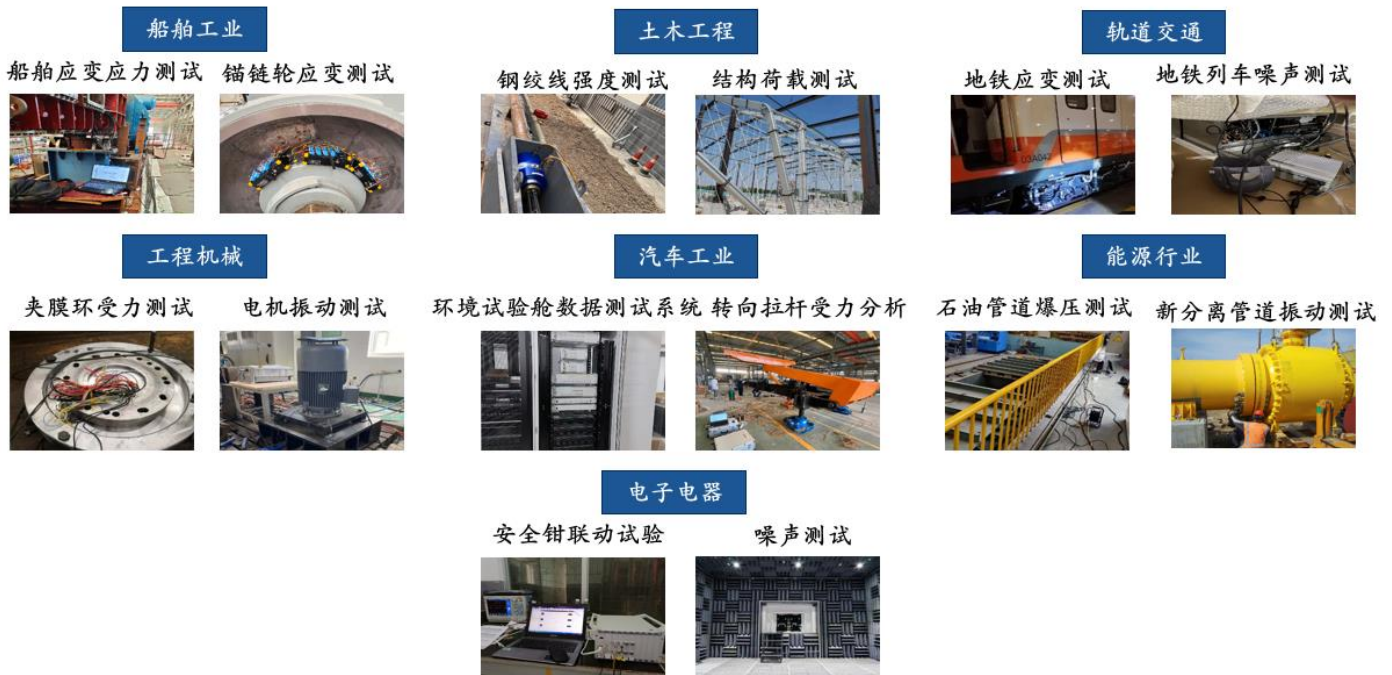 船舶工业
船舶应变应力测试
锚链轮应变测试
土木工程
钢绞线强度测试
结构荷载测试
轨道交通
地铁应变测试
地铁列车噪声测试
03A042
工程机械
夹膜环受力测试
电机振动测试
汽车工业
环境试验舱数据测试系统
转向拉杆受力分析
能源行业
石油管道爆压测试
新分离管道振动测试
电子电器
安全钳联动试验
噪声测试